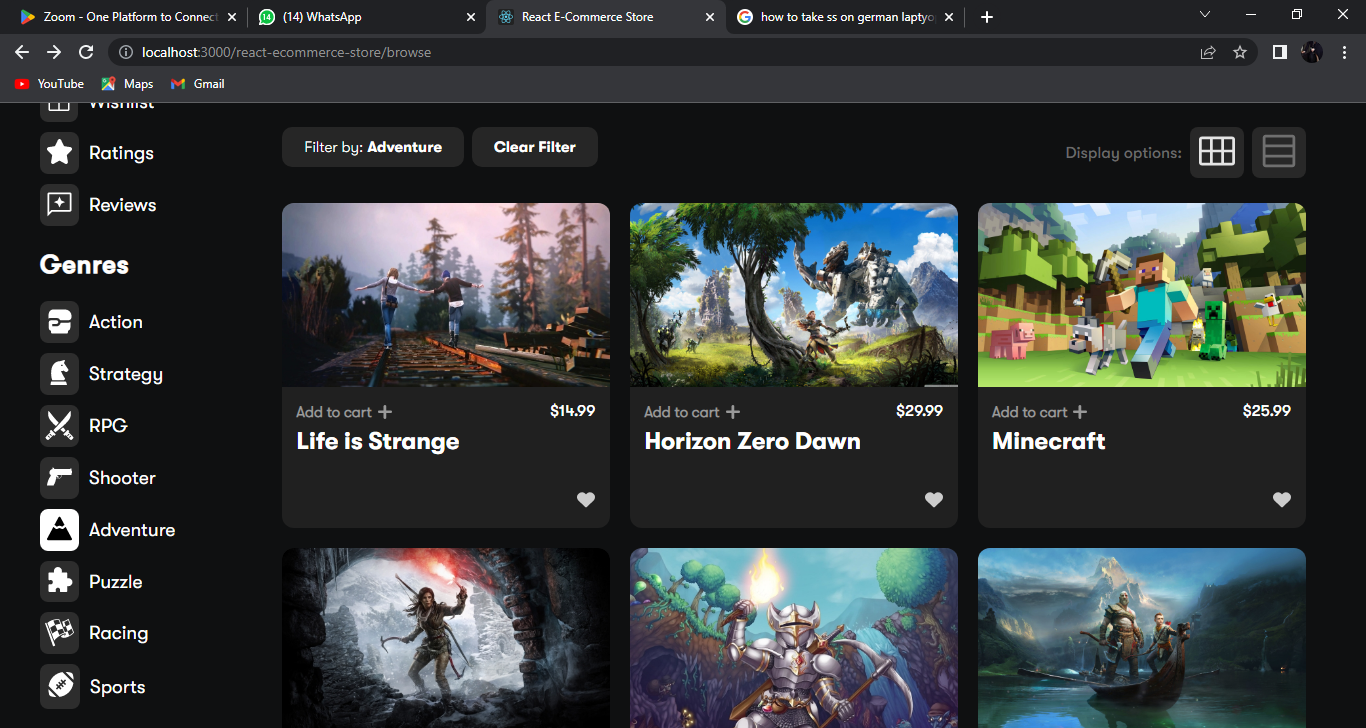 Zoom - One Platform to Connect
(14) WhatsApp
React E-Commerce Store
how to take ss on german laptyo
localhost:3000/react-ecommerce-store/browse
YouTube
Maps
Gmail
Wishlist
Ratings
Reviews
Genres
Action
Strategy
RPG
Shooter
Adventure
Puzzle
Racing
Sports
Filter by: Adventure
Clear Filter
Display options:
Add to cart +
$14.99
Life is Strange
Add to cart +
$29.99
Horizon Zero Dawn
Add to cart +
$25.99
Minecraft